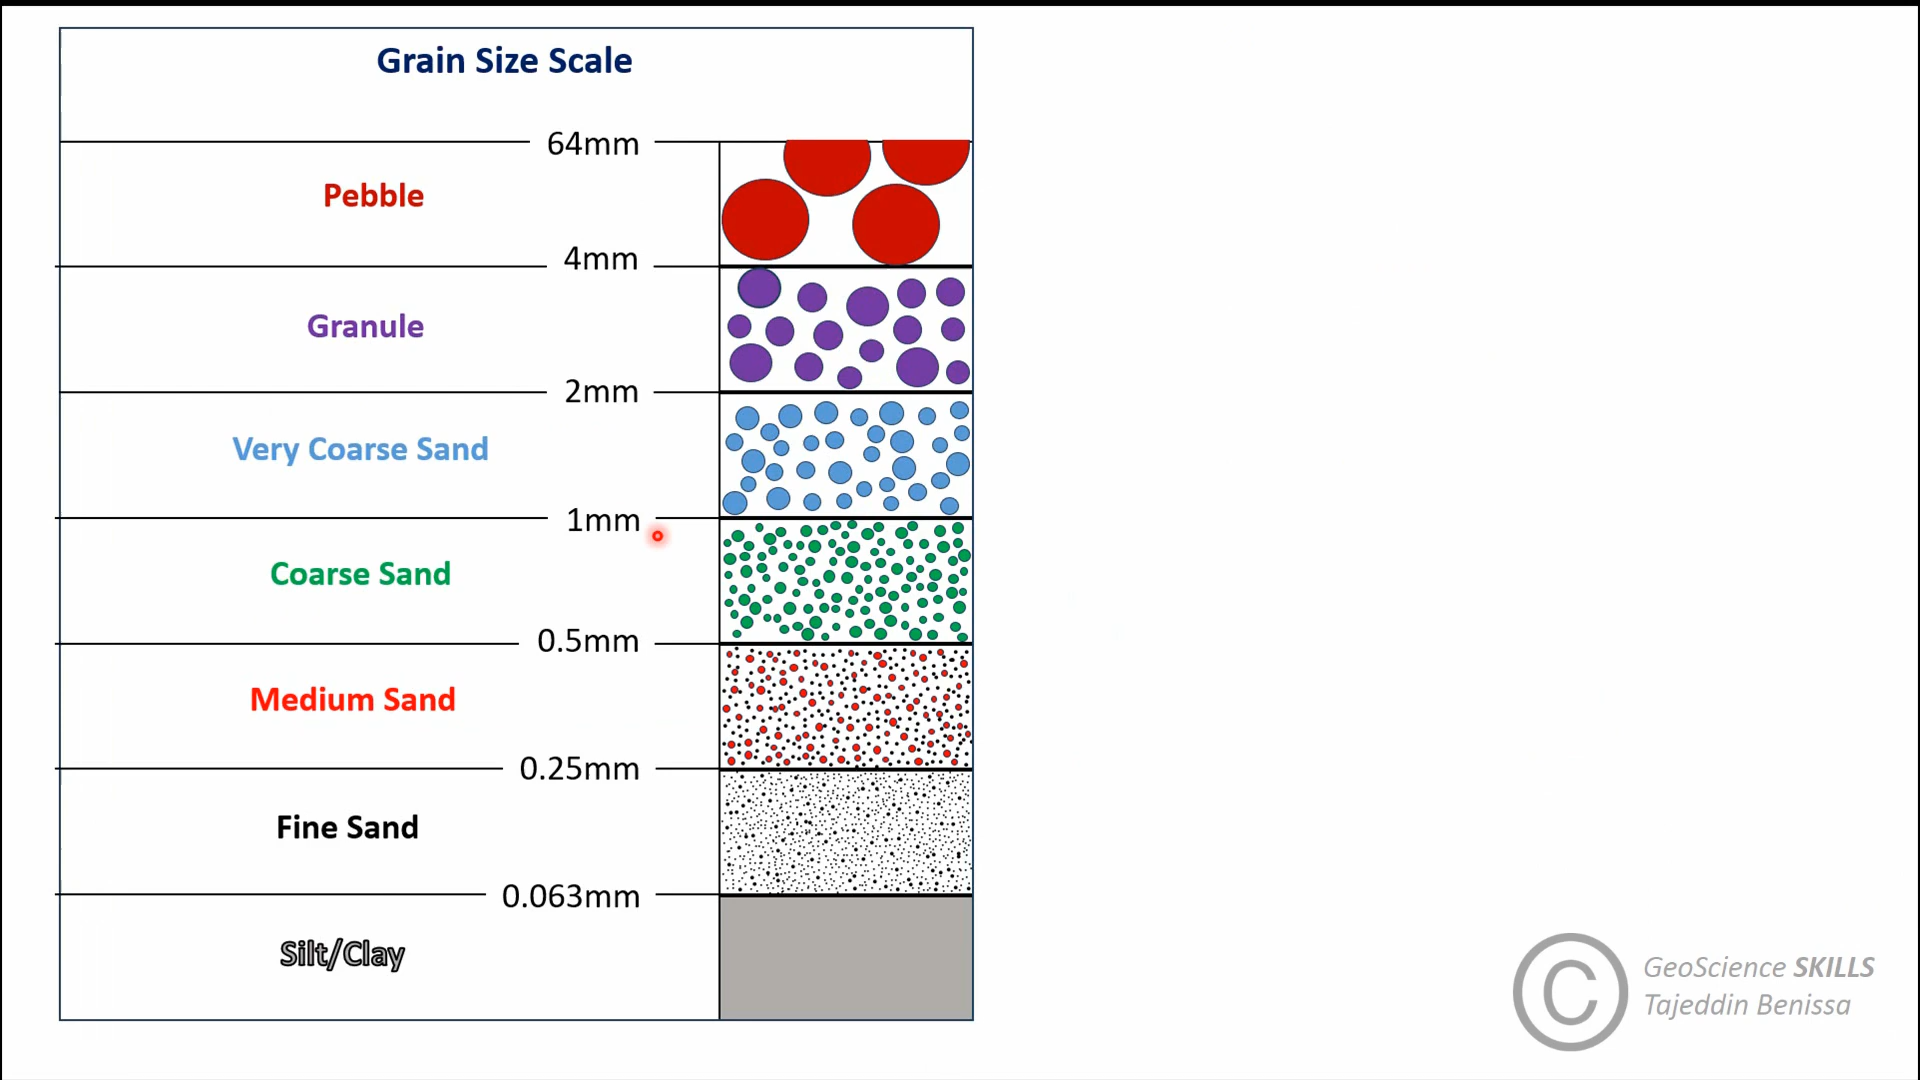 Grain Size Scale
64mm
Pebble
4mm
Granule
2mm
Very Coarse Sand
1mm
Coarse Sand
0.5mm
Medium Sand
0.25mm
Fine Sand
0.063mm
Silt/Clay
© GeoScience SKILLS
Tajeddin Benissa